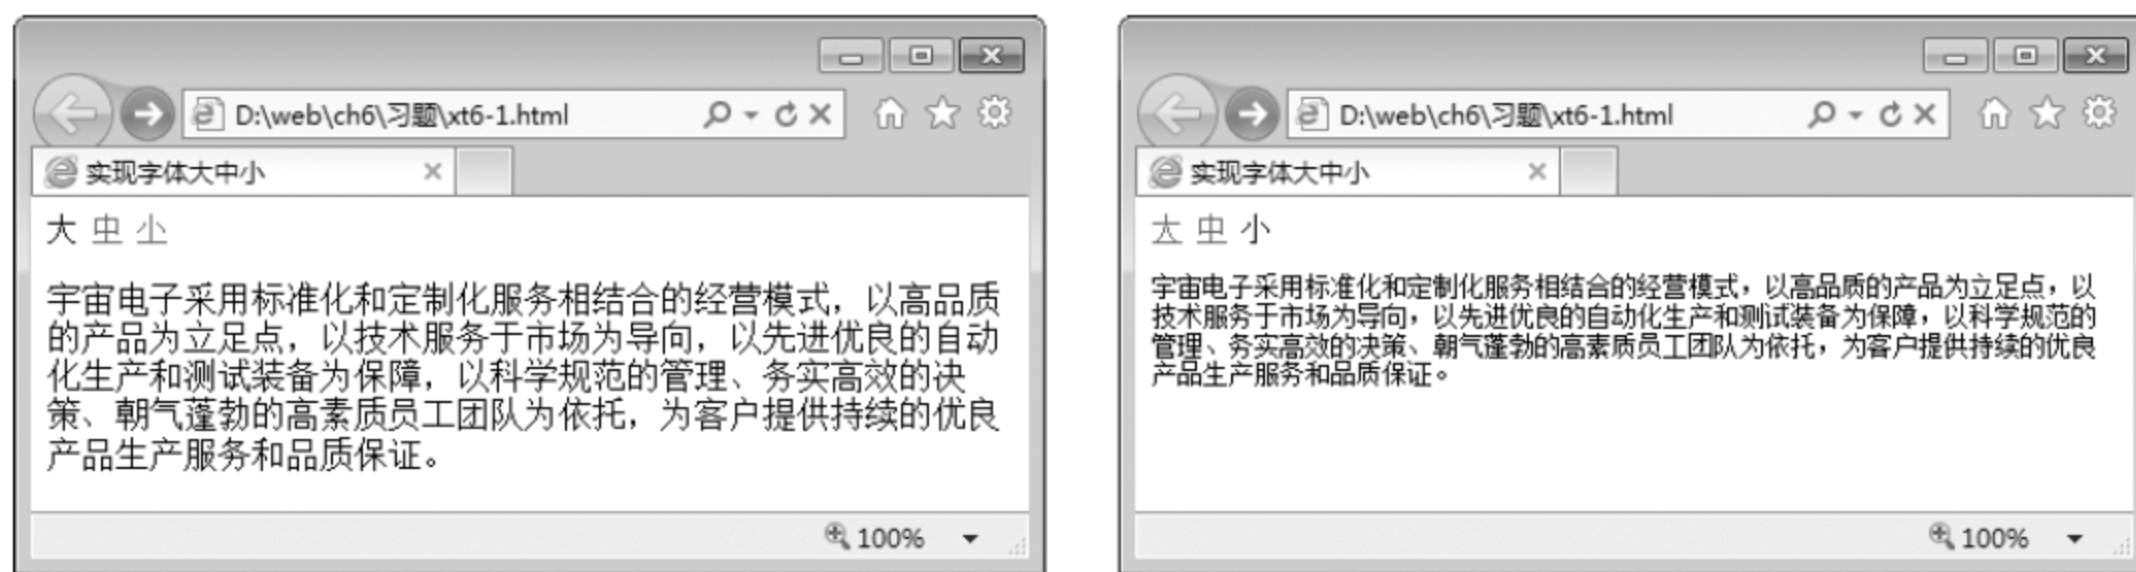 D:\web\ch6\习题\xt6-1.html
实现字体大中小
大 中 小
宇宙电子采用标准化和定制化服务相结合的经营模式，以高品质
的产品为立足点，以技术服务于市场为导向，以先进优良的自动
化生产和测试装备为保障，以科学规范的管理、务实高效的决
策、朝气蓬勃的高素质员工团队为依托，为客户提供持续的优良
产品生产服务和品质保证。
100%
D:\web\ch6\习题\xt6-1.html
实现字体大中小
大 中 小
宇宙电子采用标准化和定制化服务相结合的经营模式，以高品质的产品为立足点，以
技术服务于市场为导向，以先进优良的自动化生产和测试装备为保障，以科学规范的
管理、务实高效的决策、朝气蓬勃的高素质员工团队为依托，为客户提供持续的优良
产品生产服务和品质保证。
100%